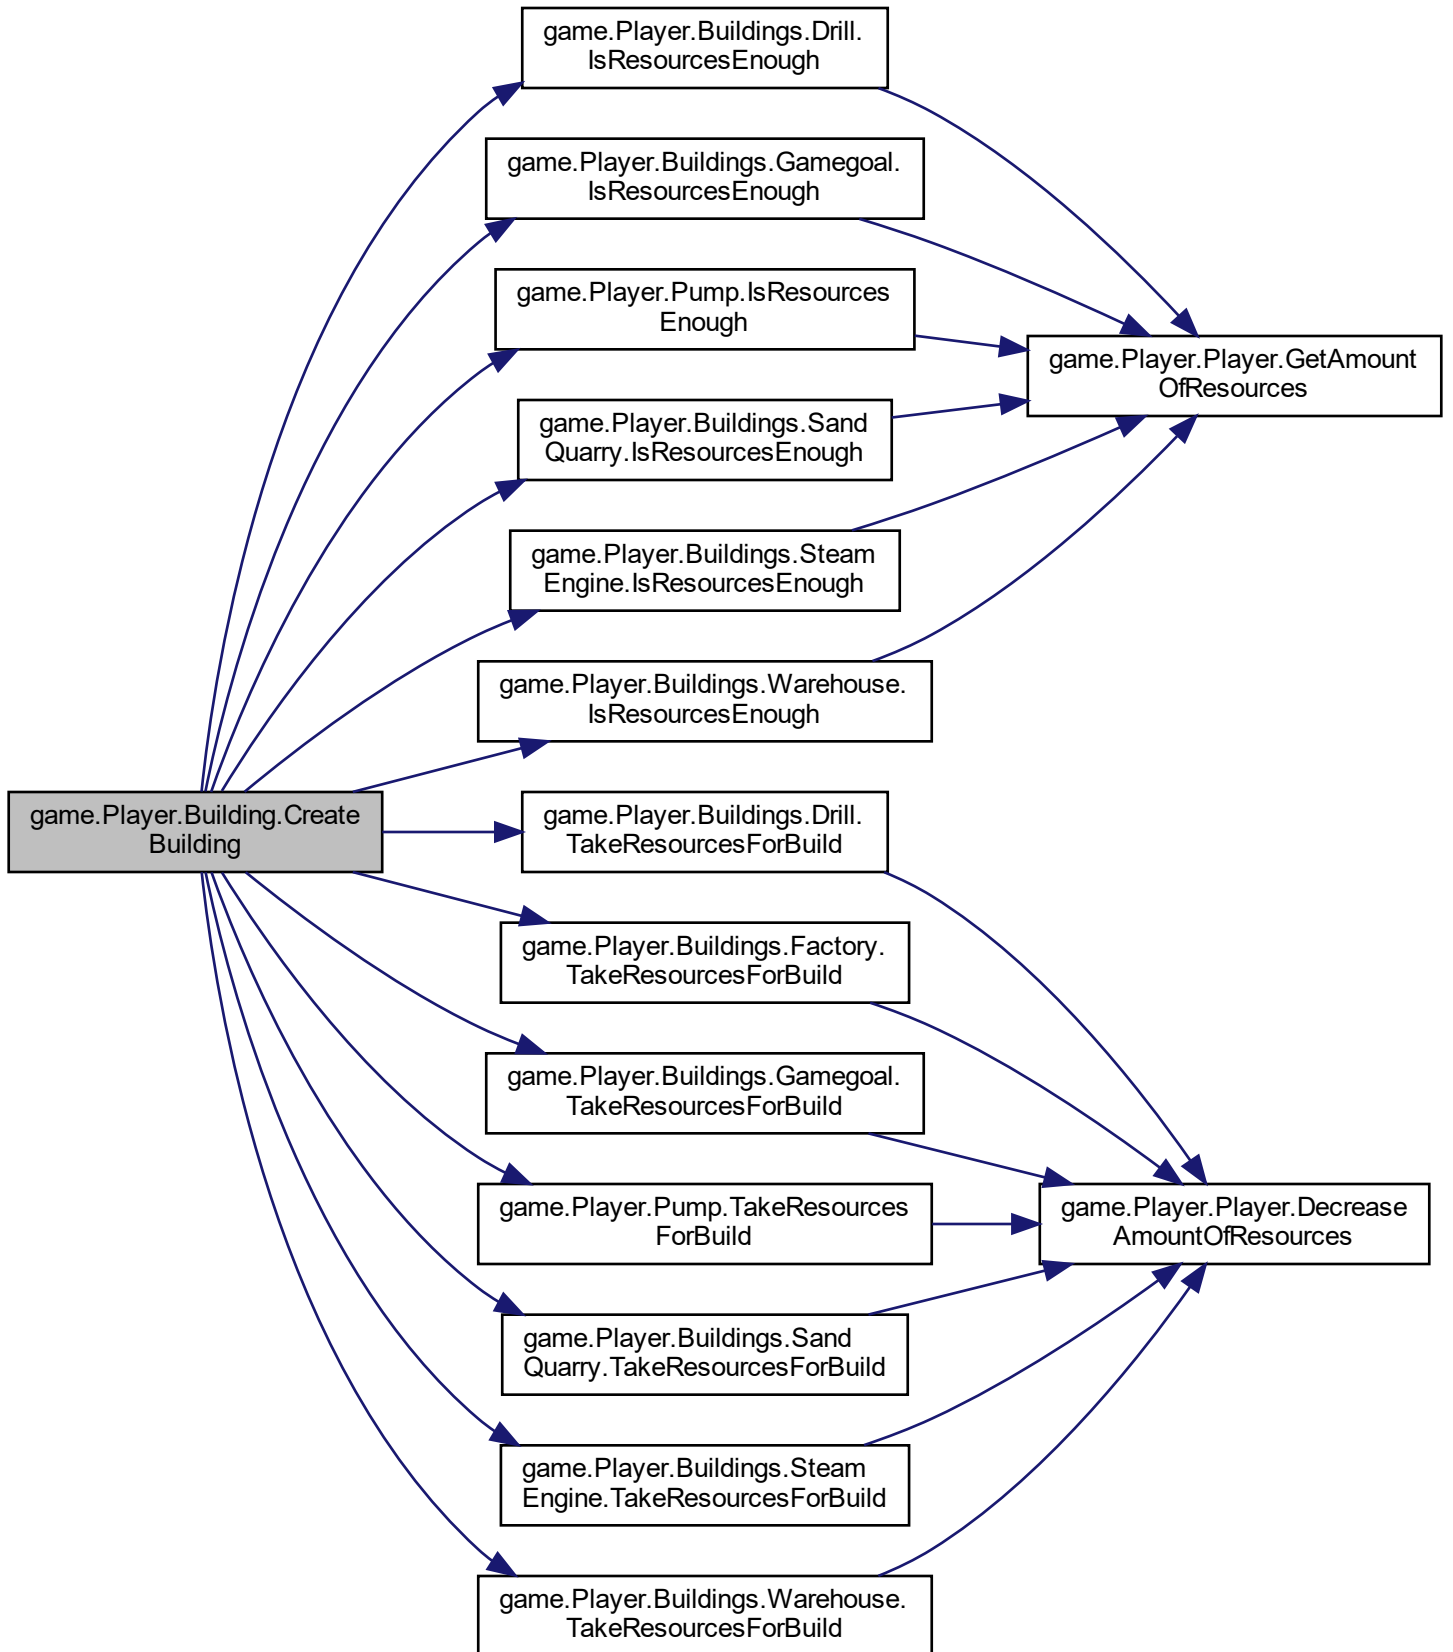 game.Player.Buildings.Drill.
IsResourcesEnough
game.Player.Buildings.Gamegoal.
IsResourcesEnough
game.Player.Pump.IsResources
Enough
game.Player.Player.GetAmount
OfResources
game.Player.Buildings.Sand
Quarry.IsResourcesEnough
game.Player.Buildings.Steam
Engine.IsResourcesEnough
game.Player.Buildings.Warehouse.
IsResourcesEnough
game.Player.Building.Create
Building
game.Player.Buildings.Drill.
TakeResourcesForBuild
game.Player.Buildings.Factory.
TakeResourcesForBuild
game.Player.Buildings.Gamegoal.
TakeResourcesForBuild
game.Player.Pump.TakeResources
ForBuild
game.Player.Player.Decrease
AmountOfResources
game.Player.Buildings.Sand
Quarry.TakeResourcesForBuild
game.Player.Buildings.Steam
Engine.TakeResourcesForBuild
game.Player.Buildings.Warehouse.
TakeResourcesForBuild